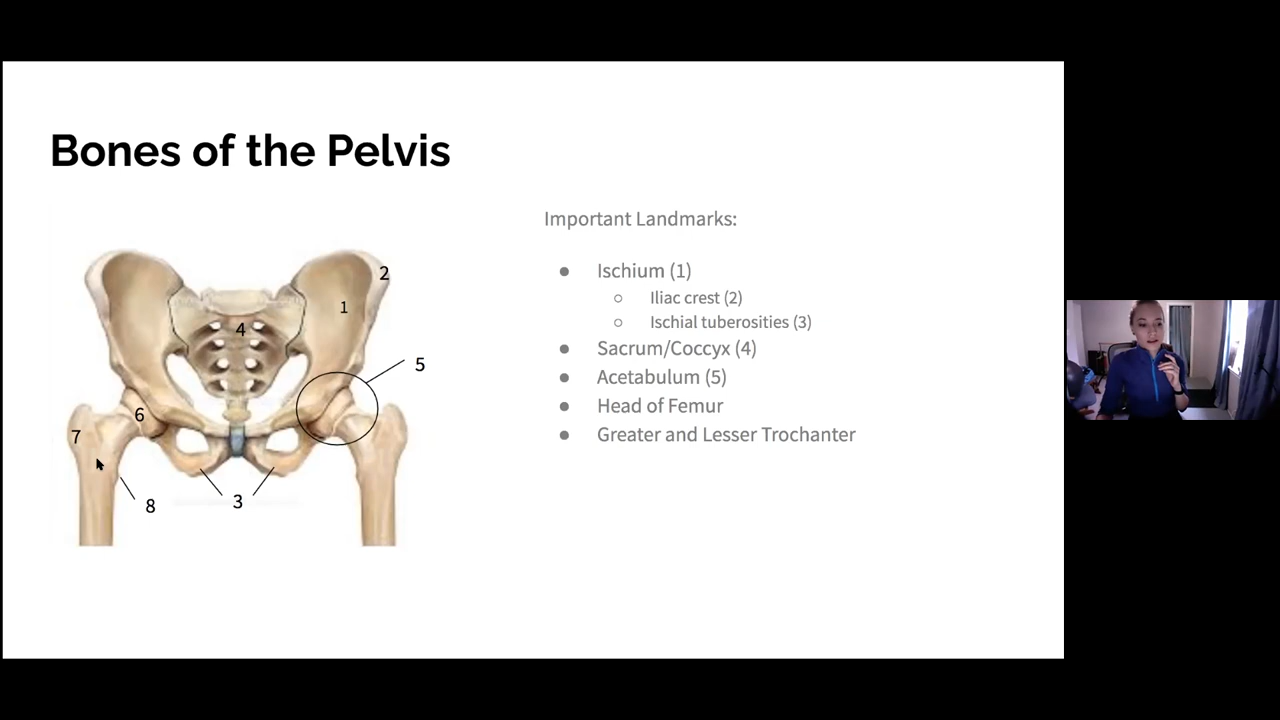 Bones of the Pelvis
Important Landmarks:
Ischium (1)
Iliac crest (2)
Ischial tuberosities (3)
Sacrum/Coccyx (4)
Acetabulum (5)
Head of Femur
Greater and Lesser Trochanter
2
1
4
5
6
7
8
3